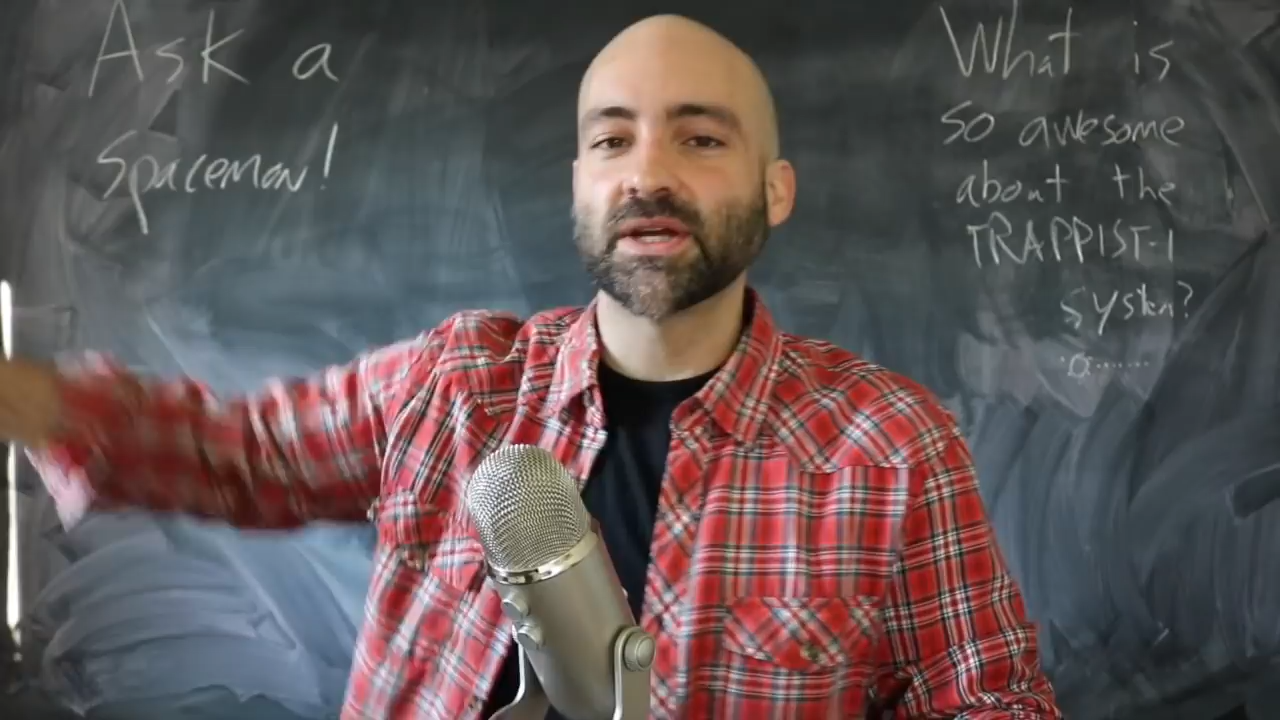 Ask a
Spaceman!
What is
so awesome
about the
TRAPPIST-1
system?